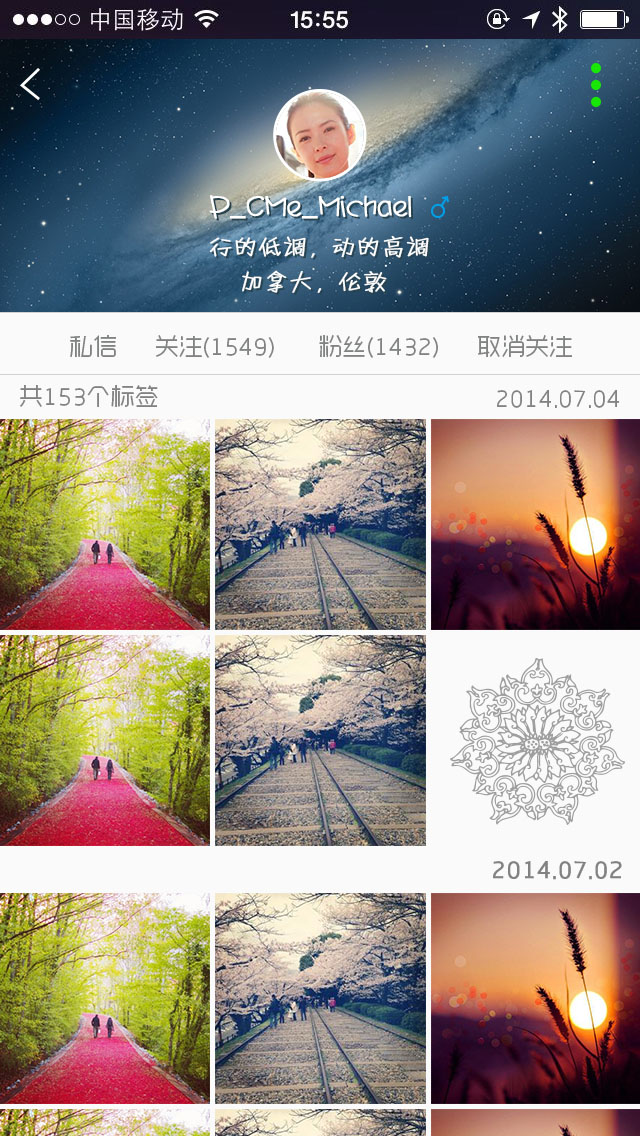 中国移动 15:55
P_CMe_Michael
行的低调，动的高调
加拿大，伦敦
私信 关注(1549) 粉丝(1432) 取消关注
共153个标签 2014.07.04
2014.07.02